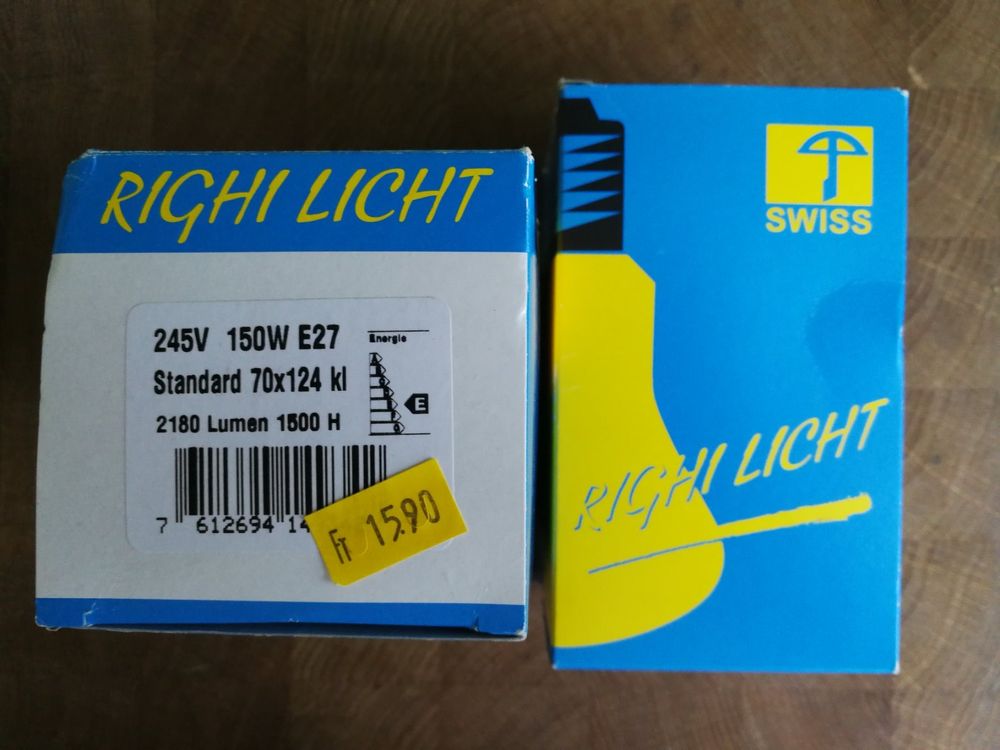 RIGHI LICHT
245V 150W E27
Standard 70x124 kl
2180 Lumen 1500 H
Energie
E
7 612694 14
Fr 15.90
SWISS
RIGHI LICHT